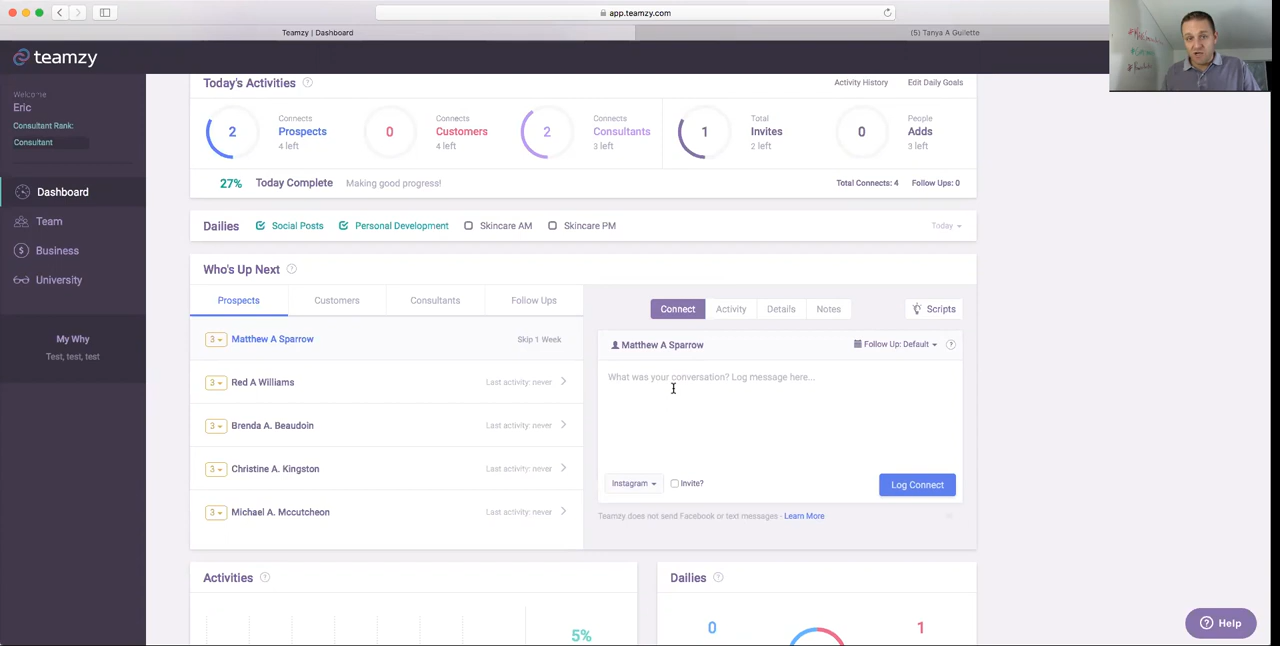 app.teamzy.com
Teamzy | Dashboard
(5) Tanya A Guilette
teamzy
Welcome
Eric
Consultant Rank:
Consultant
Dashboard
Team
Business
University
My Why
Test, test, test
Today's Activities
Activity History
Edit Daily Goals
2
Connects
Prospects
4 left
0
Connects
Customers
4 left
2
Connects
Consultants
3 left
1
Total
Invites
2 left
0
People
Adds
3 left
27% Today Complete Making good progress!
Total Connects: 4 Follow Ups: 0
Dailies Social Posts Personal Development Skincare AM Skincare PM Today
Who's Up Next
Prospects Customers Consultants Follow Ups
3 Matthew A Sparrow Skip 1 Week
3 Red A Williams Last activity: never
3 Brenda A. Beaudoin Last activity: never
3 Christine A. Kingston Last activity: never
3 Michael A. Mccutcheon Last activity: never
Connect Activity Details Notes Scripts
Matthew A Sparrow Follow Up: Default
What was your conversation? Log message here...
Instagram Invite? Log Connect
Teamzy does not send Facebook or text messages - Learn More
Activities
5%
Dailies
0 1
Help